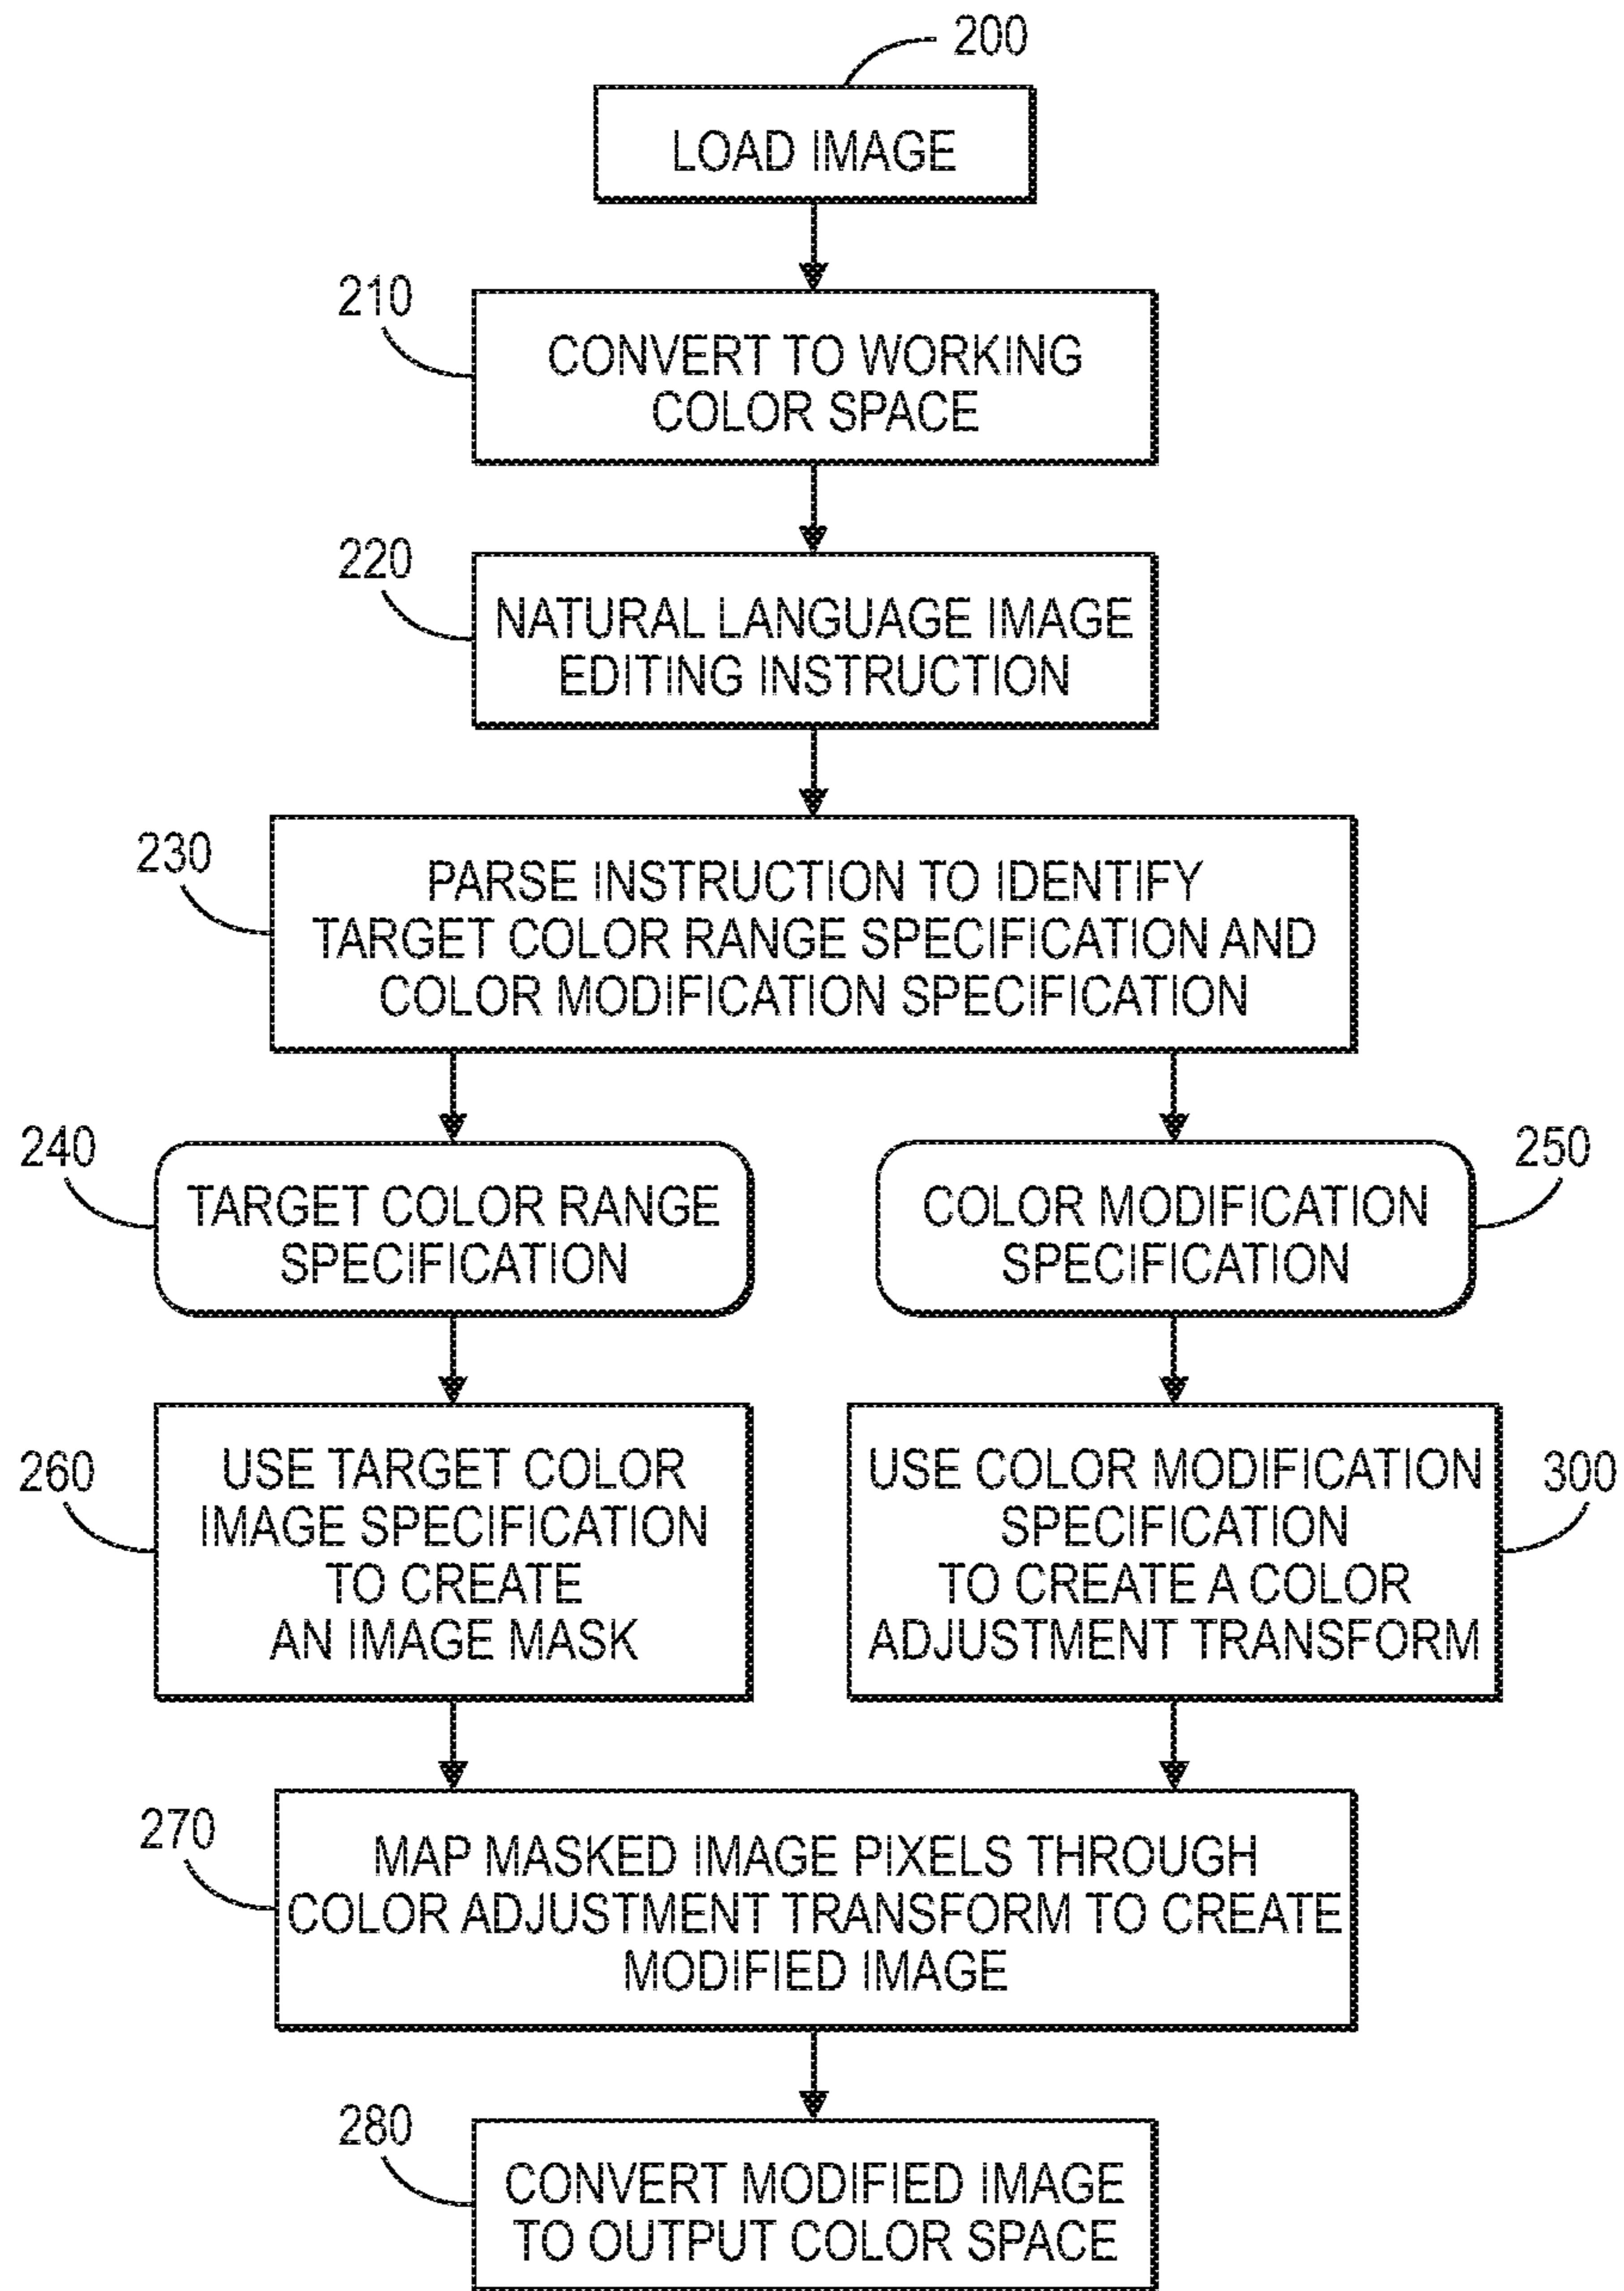 200
LOAD IMAGE
210
CONVERT TO WORKING
COLOR SPACE
220
NATURAL LANGUAGE IMAGE
EDITING INSTRUCTION
230
PARSE INSTRUCTION TO IDENTIFY
TARGET COLOR RANGE SPECIFICATION AND
COLOR MODIFICATION SPECIFICATION
240
TARGET COLOR RANGE
SPECIFICATION
250
COLOR MODIFICATION
SPECIFICATION
260
USE TARGET COLOR
IMAGE SPECIFICATION
TO CREATE
AN IMAGE MASK
300
USE COLOR MODIFICATION
SPECIFICATION
TO CREATE A COLOR
ADJUSTMENT TRANSFORM
270
MAP MASKED IMAGE PIXELS THROUGH
COLOR ADJUSTMENT TRANSFORM TO CREATE
MODIFIED IMAGE
280
CONVERT MODIFIED IMAGE
TO OUTPUT COLOR SPACE